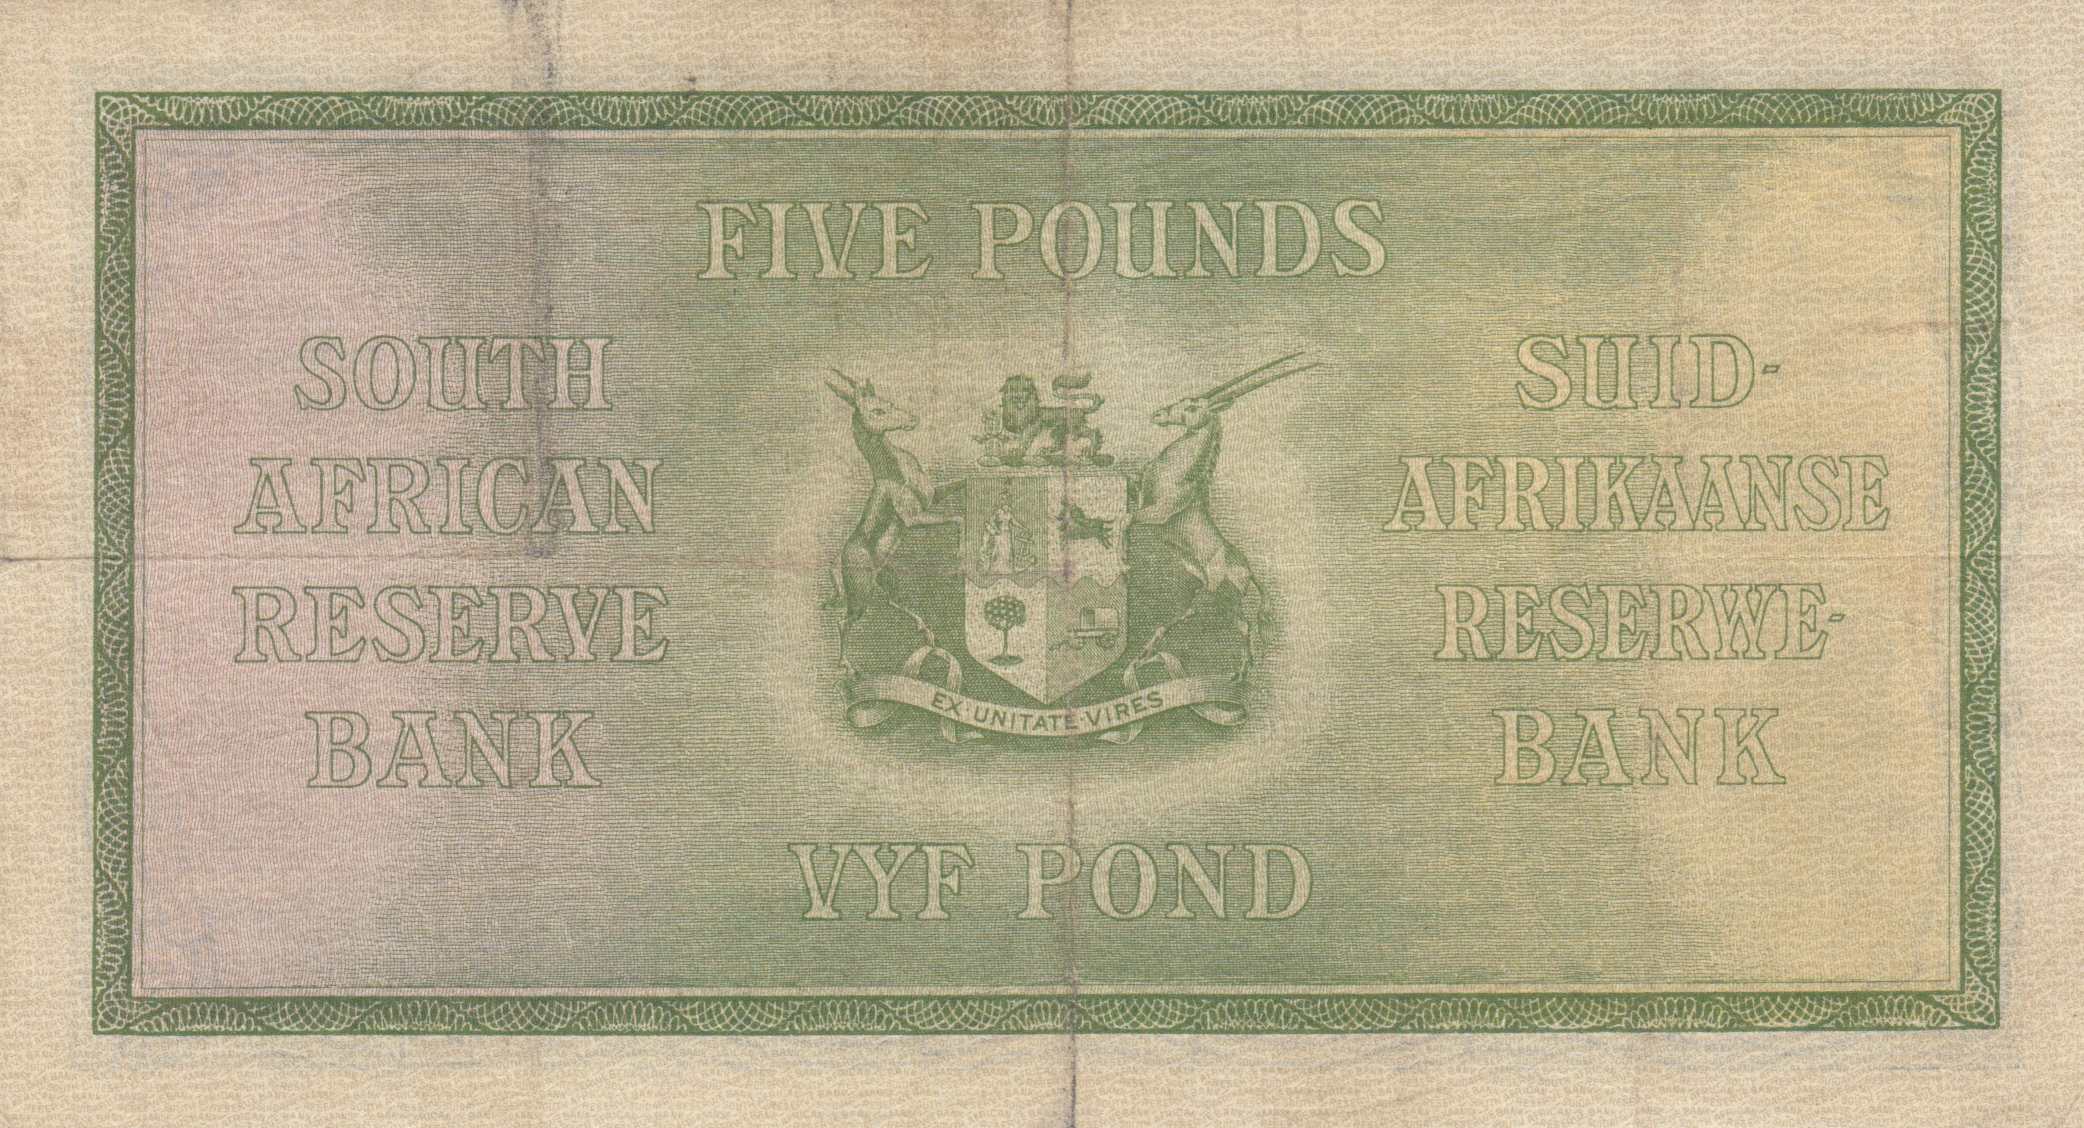 FIVE POUNDS
SOUTH
AFRICAN
RESERVE
BANK
SUID-
AFRIKAANSE
RESERWE-
BANK
EX·UNITATE·VIRES
VYF POND